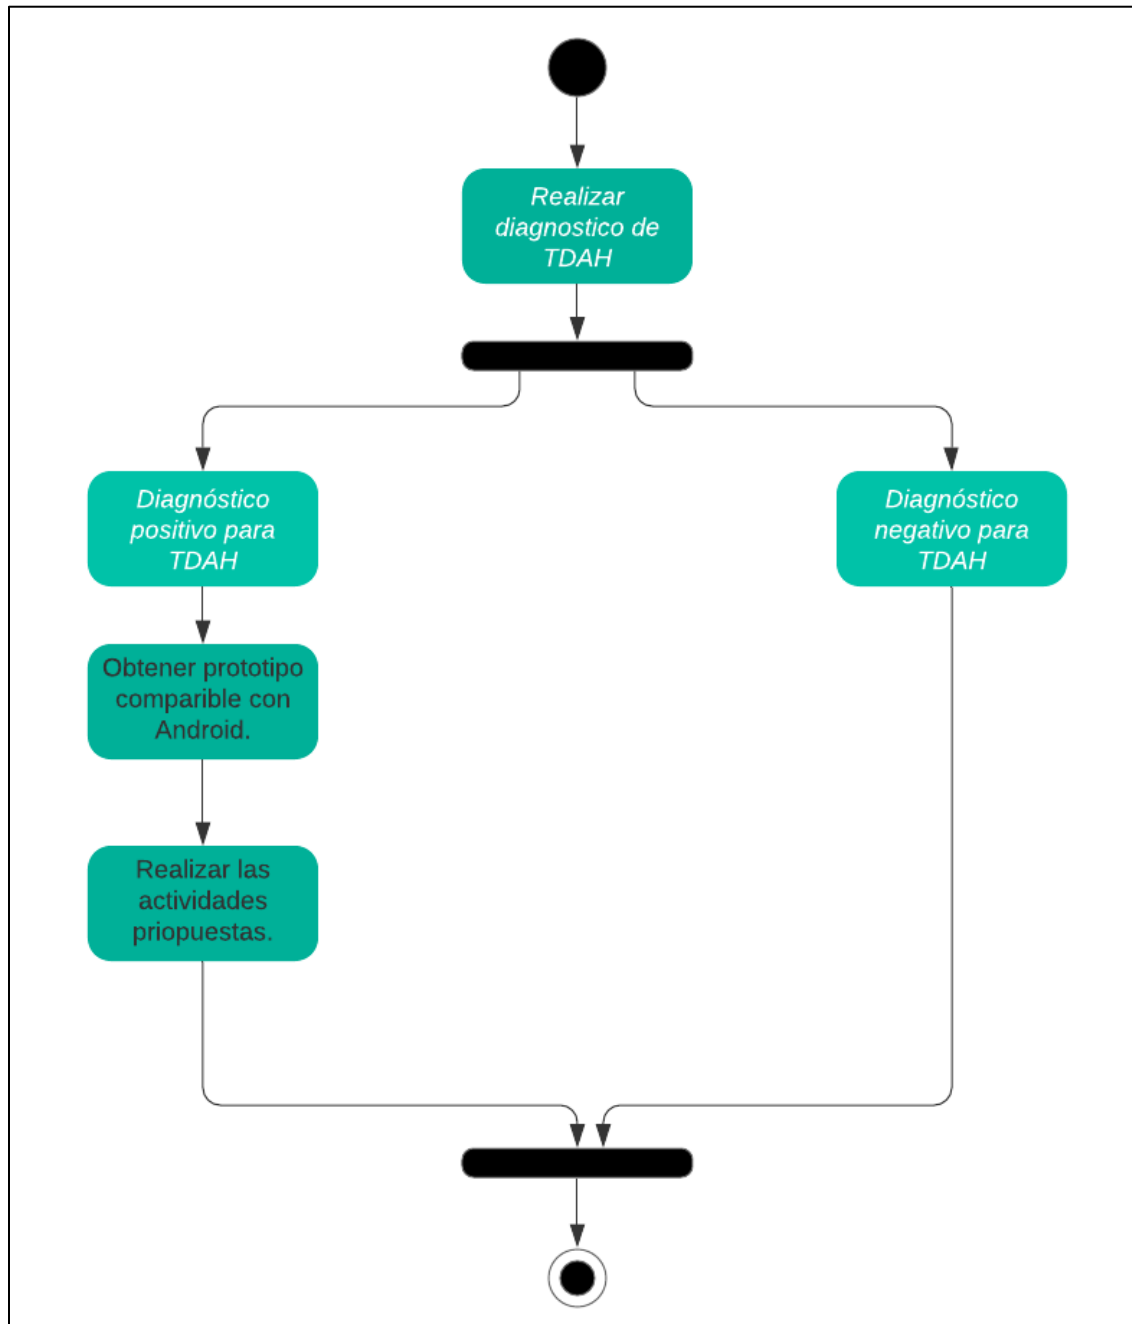 Realizar
diagnostico de
TDAH
Diagnóstico
positivo para
TDAH
Diagnóstico
negativo para
TDAH
Obtener prototipo
comparible con
Android.
Realizar las
actividades
priopuestas.